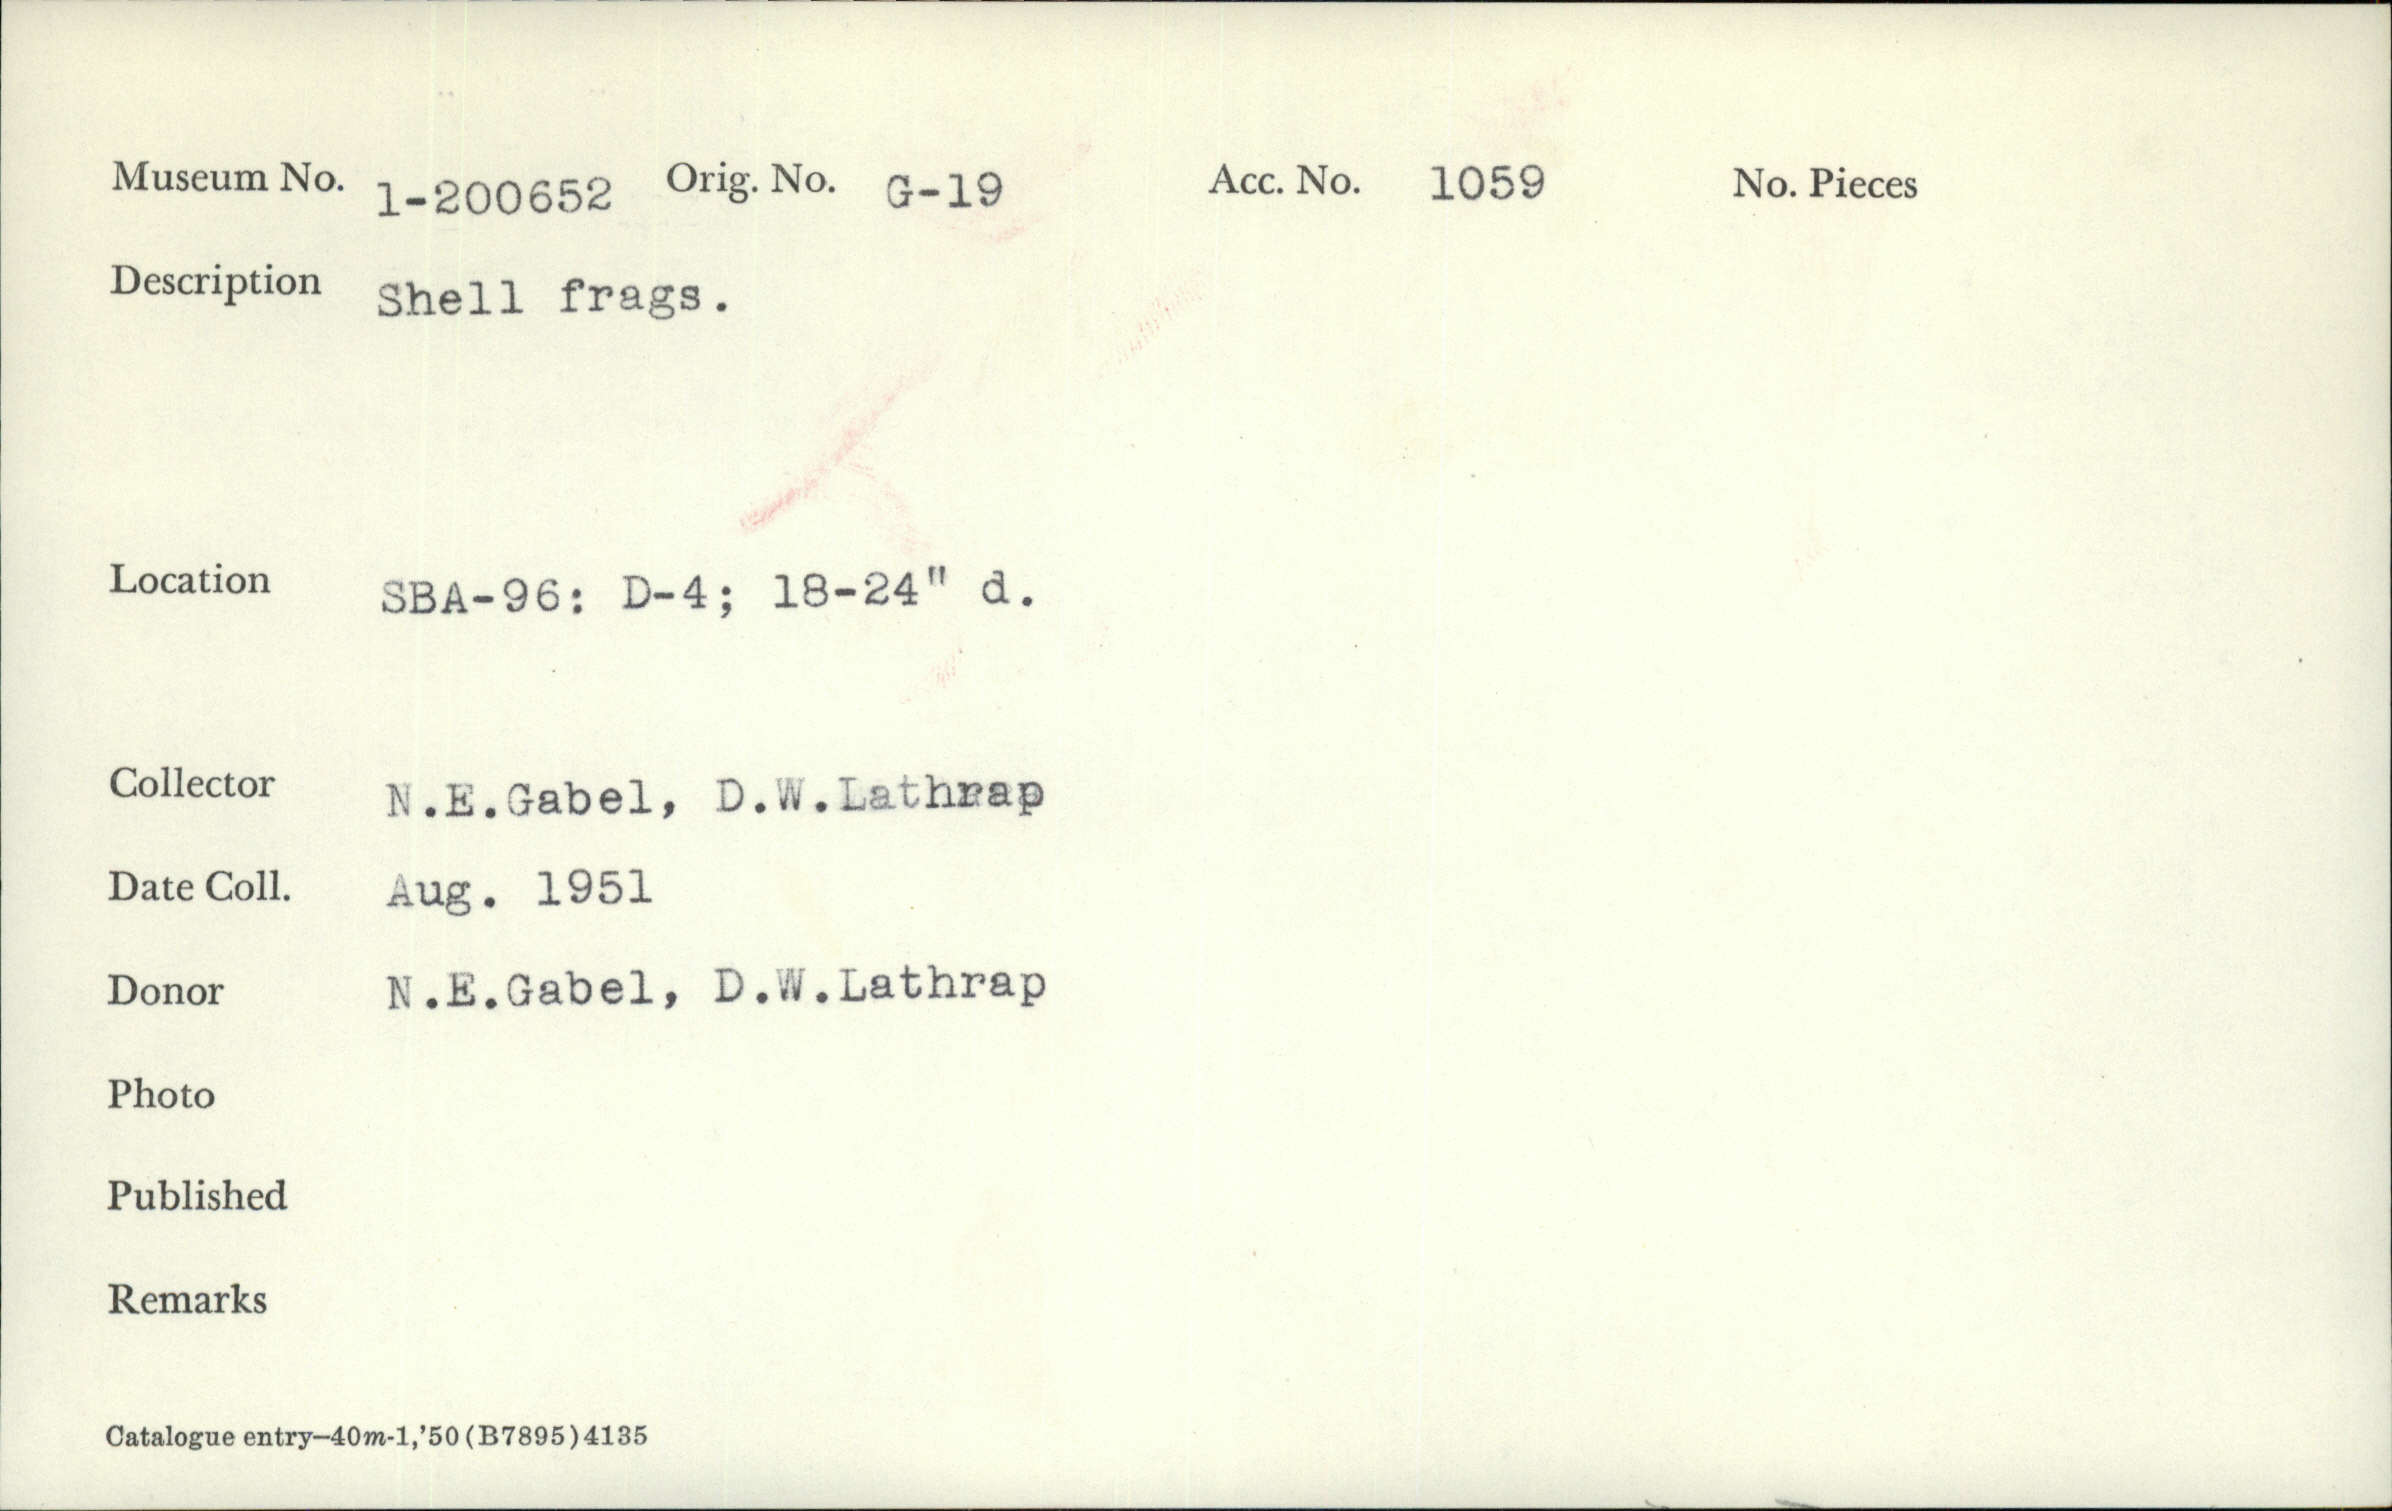 Museum No. 1-200652 Orig. No. G-19 Acc. No. 1059 No. Pieces
Description Shell frags.
Location SBA-96: D-4; 18-24" d.
Collector N.E.Gabel, D.W.Lathrap
Date Coll. Aug. 1951
Donor N.E.Gabel, D.W.Lathrap
Photo
Published
Remarks
Catalogue entry—40m-1,'50(B7895)4135